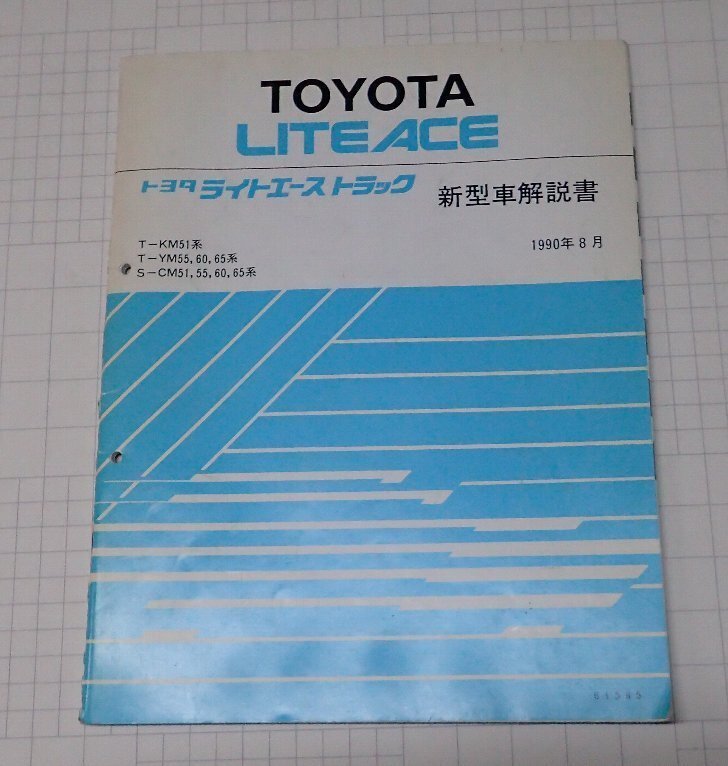 TOYOTA
LITEACE
トヨタ ライトエース トラック 新型車解説書
T－KM51系
T－YM55, 60, 65系
S－CM51, 55, 60, 65系
1990年 8 月